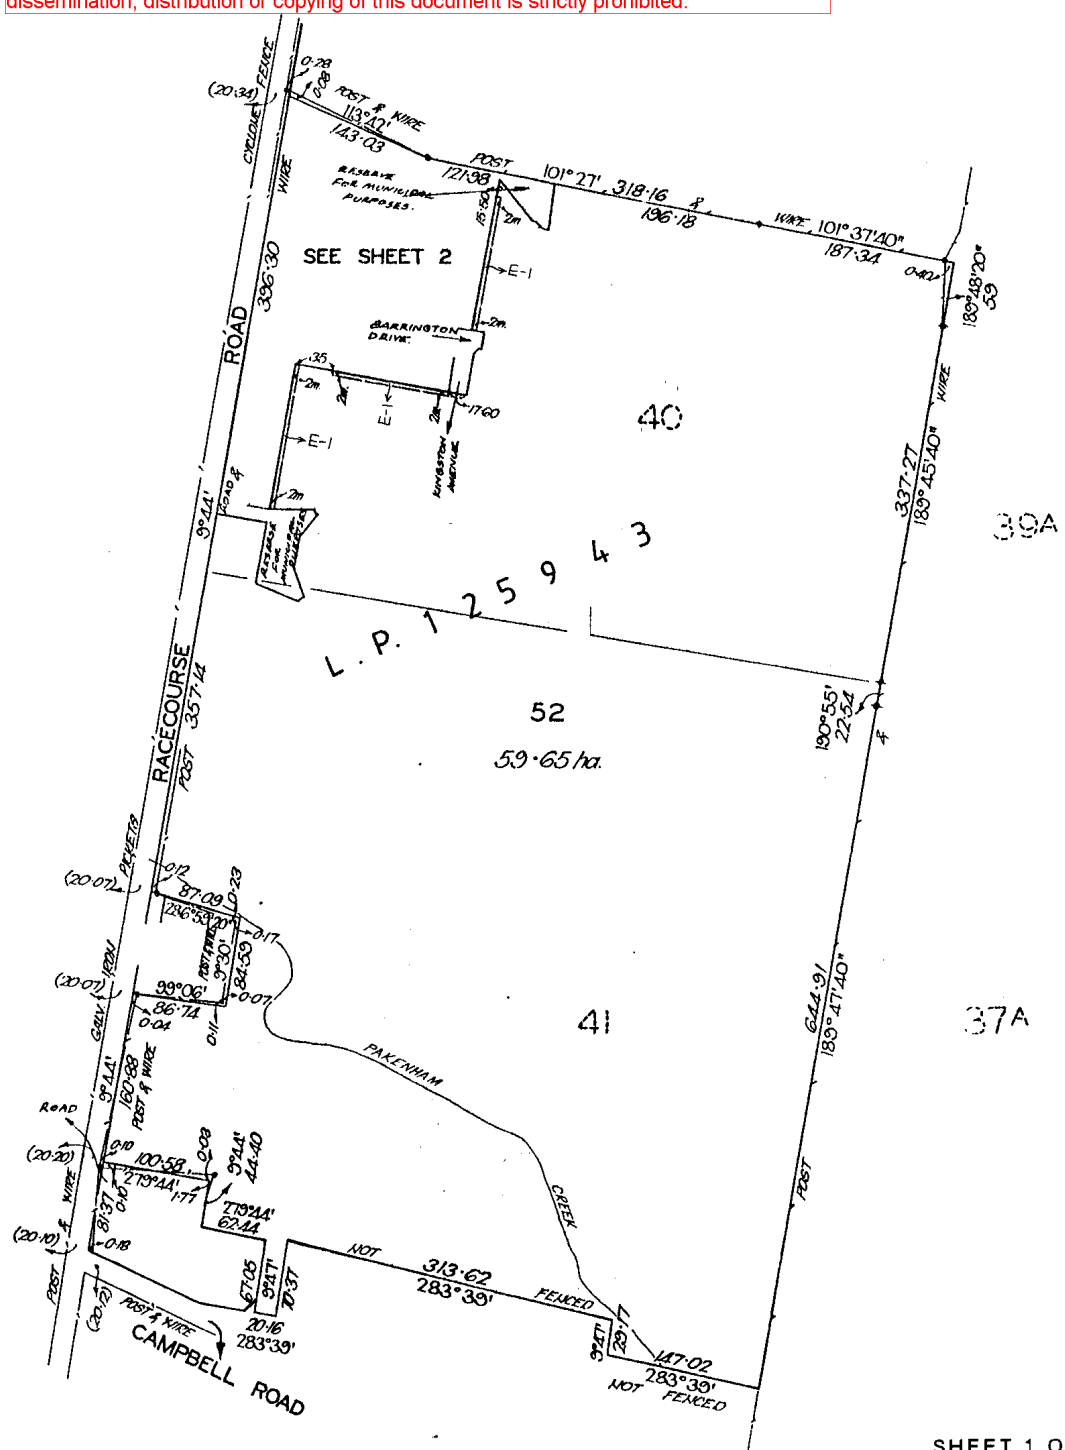 dissemination, distribution or copying of this document is strictly prohibited.
0·28
0·08
(20·34)
CYCLONE FENCE
POST & WIRE
113°42'
143·03
WIRE
POST
121·98
101°27'
318·16
&
196·18
WIRE
101°37'40"
187·34
0·40
189°48'20"
59
RESERVE
FOR MUNICIPAL
PURPOSES.
15·50
2m
SEE SHEET 2
E-1
396·30
ROAD
BARRINGTON
DRIVE.
2m.
·35
2m.
2m.
E-1
2m
17·60
KINGSTON
AVENUE
E-1
40
WIRE
337·27
189°45'40"
39A
9°44'
ROAD &
2m
RESERVE
FOR
MUNICIPAL
PURPOSES
L.P. 125943
RACECOURSE
357·14
POST
52
59·65 ha.
190°55'
22·54
&
PICKETS
(20·07)
0·12
87·09
286°59'20"
0·23
0·17
POST & WIRE
9°30'
84·59
(20·07)
GALV IRON
99°06'
86·74
0·07
0·04
0·11
41
644·91
189°47'40"
37A
PAKENHAM
CREEK
9°44'
160·88
POST & WIRE
ROAD
(20·20)
0·10
100·58
279°44'
0·10
0·03
1·77
9°44'
44·40
81·37
279°44'
62·44
(20·10)
0·18
POST & WIRE
POST
NOT
313·62
283°39'
FENCED
67·05
9°47'
70·37
20·16
283°39'
9°47'
29·17
147·02
283°39'
NOT FENCED
(20·12)
POST & WIRE
CAMPBELL ROAD
SHEET 1 O